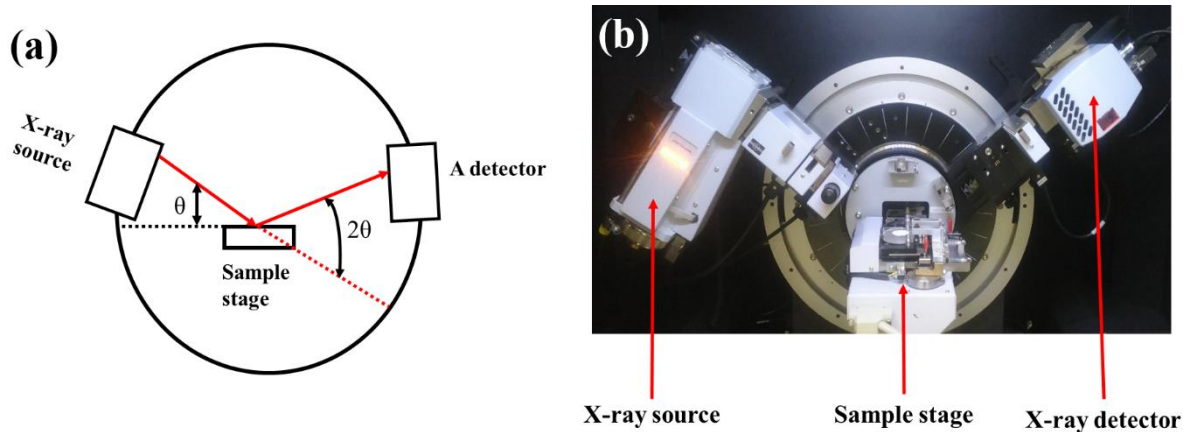 (a)
X-ray
source
θ
2θ
A detector
Sample
stage
(b)
X-ray source
Sample stage
X-ray detector